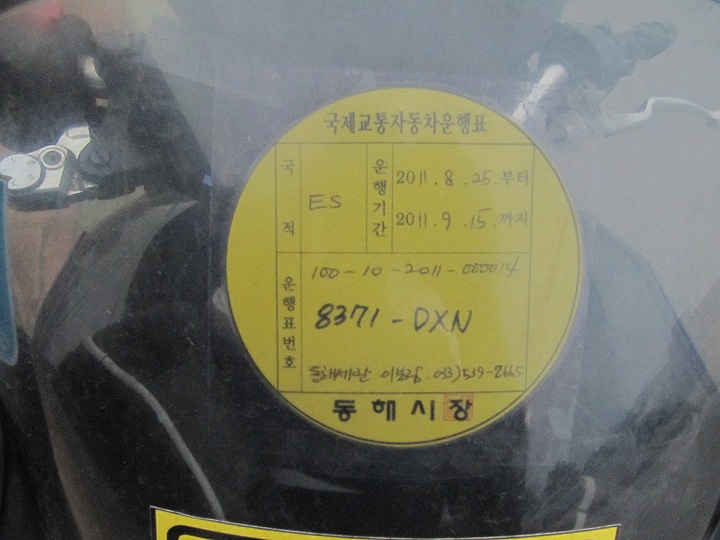 국제교통자동차운행표
국적
ES
운행기간
2011.8.25.부터
2011.9.15.까지
운행표번호
100-10-2011-000014
8371-DXN
동해세관 이보람. 033)539-2665
동해시장